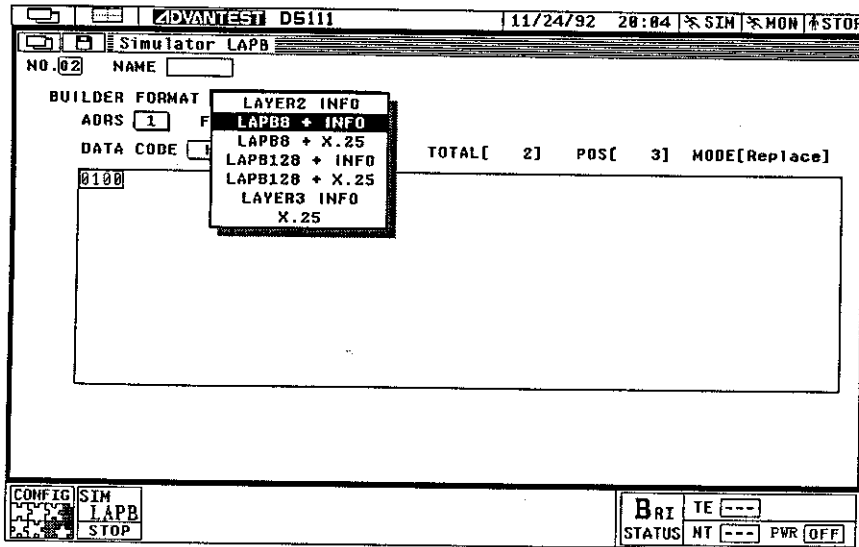 ADVANTEST D5111 11/24/92 20:04 SIM MON STOP
Simulator LAPB
NO.02 NAME
BUILDER FORMAT
LAYER2 INFO
LAPB8 + INFO
LAPB8 + X.25
LAPB128 + INFO
LAPB128 + X.25
LAYER3 INFO
X.25
ADRS 1 F
DATA CODE TOTAL[ 2] POS[ 3] MODE[Replace]
0100
CONFIG SIM
LAPB
STOP
BRI TE ---
STATUS NT --- PWR OFF